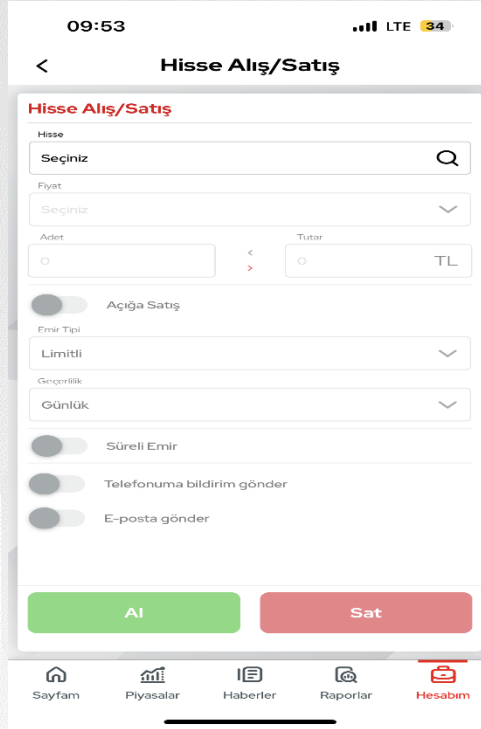 09:53 LTE 34
Hisse Alış/Satış
Hisse Alış/Satış
Hisse
Seçiniz
Fiyat
Seçiniz
Adet Tutar
0 < > 0 TL
Açığa Satış
Emir Tipi
Limitli
Geçerlilik
Günlük
Süreli Emir
Telefonuma bildirim gönder
E-posta gönder
Al Sat
Sayfam Piyasalar Haberler Raporlar Hesabım